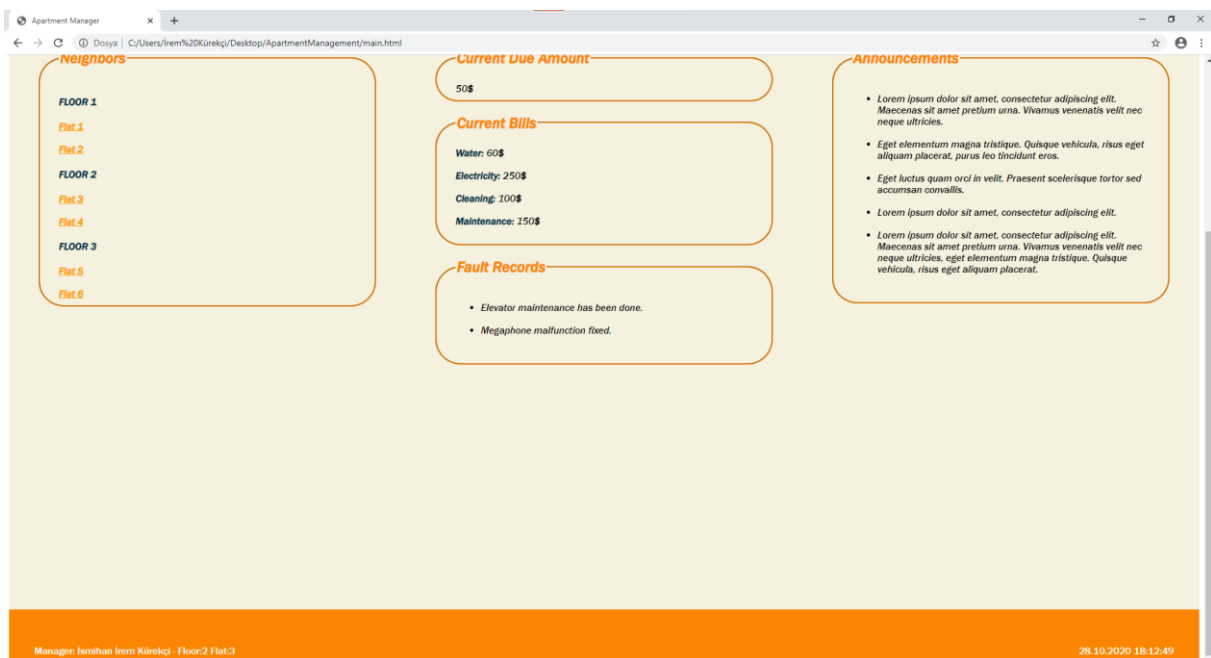 Apartment Manager
Dosya | C:/Users/İrem%20Kürekçi/Desktop/ApartmentManagement/main.html
Neighbors
FLOOR 1
Flat 1
Flat 2
FLOOR 2
Flat 3
Flat 4
FLOOR 3
Flat 5
Flat 6
Current Due Amount
50$
Current Bills
Water: 60$
Electricity: 250$
Cleaning: 100$
Maintenance: 150$
Fault Records
• Elevator maintenance has been done.
• Megaphone malfunction fixed.
Announcements
• Lorem ipsum dolor sit amet, consectetur adipiscing elit.
Maecenas sit amet pretium urna. Vivamus venenatis velit nec
neque ultricies.
• Eget elementum magna tristique. Quisque vehicula, risus eget
aliquam placerat, purus leo tincidunt eros.
• Eget luctus quam orci in velit. Praesent scelerisque tortor sed
accumsan convallis.
• Lorem ipsum dolor sit amet, consectetur adipiscing elit.
• Lorem ipsum dolor sit amet, consectetur adipiscing elit.
Maecenas sit amet pretium urna. Vivamus venenatis velit nec
neque ultricies, eget elementum magna tristique. Quisque
vehicula, risus eget aliquam placerat.
Manager: İsmihan İrem Kürekçi - Floor:2 Flat:3
28.10.2020 18:12:49